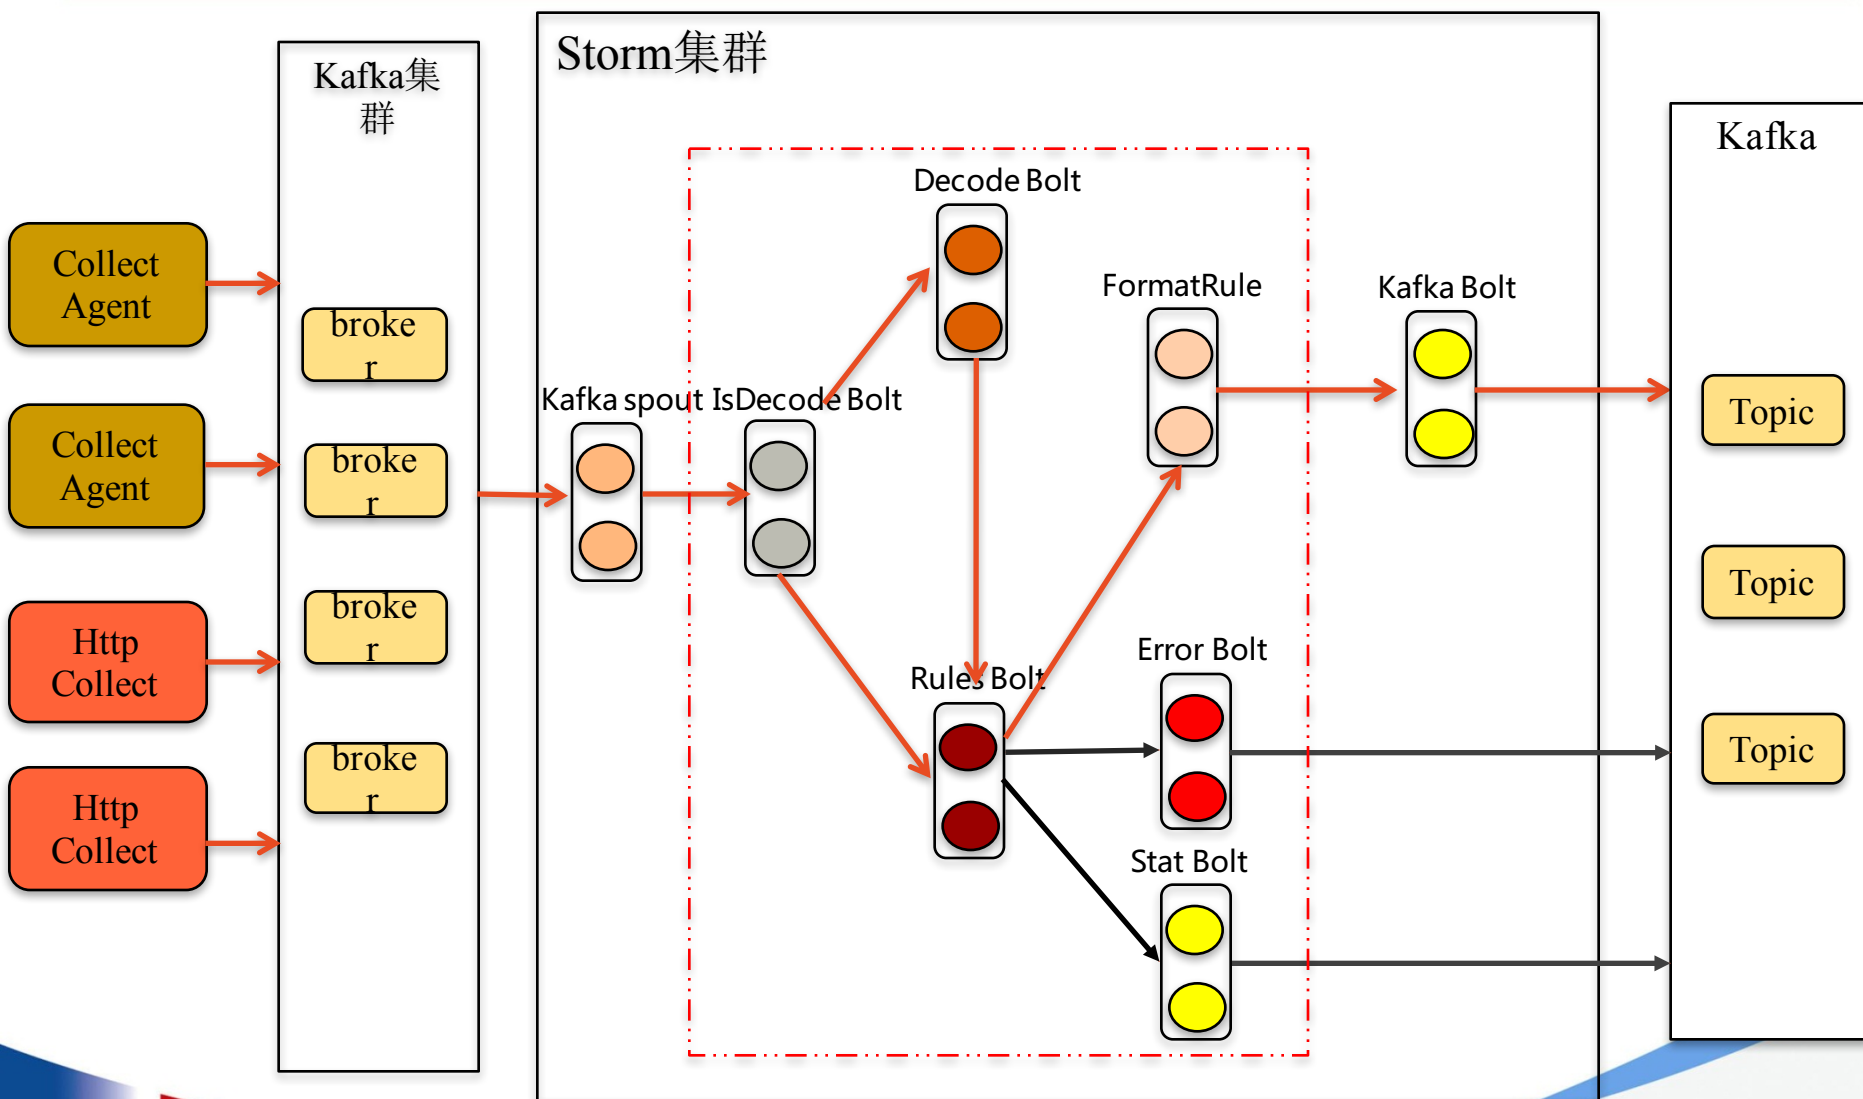 Storm集群
Kafka集
群
Kafka
Collect
Agent
Collect
Agent
Http
Collect
Http
Collect
broke
r
broke
r
broke
r
broke
r
Kafka spout
IsDecode Bolt
Decode Bolt
Rules Bolt
FormatRule
Error Bolt
Stat Bolt
Kafka Bolt
Topic
Topic
Topic